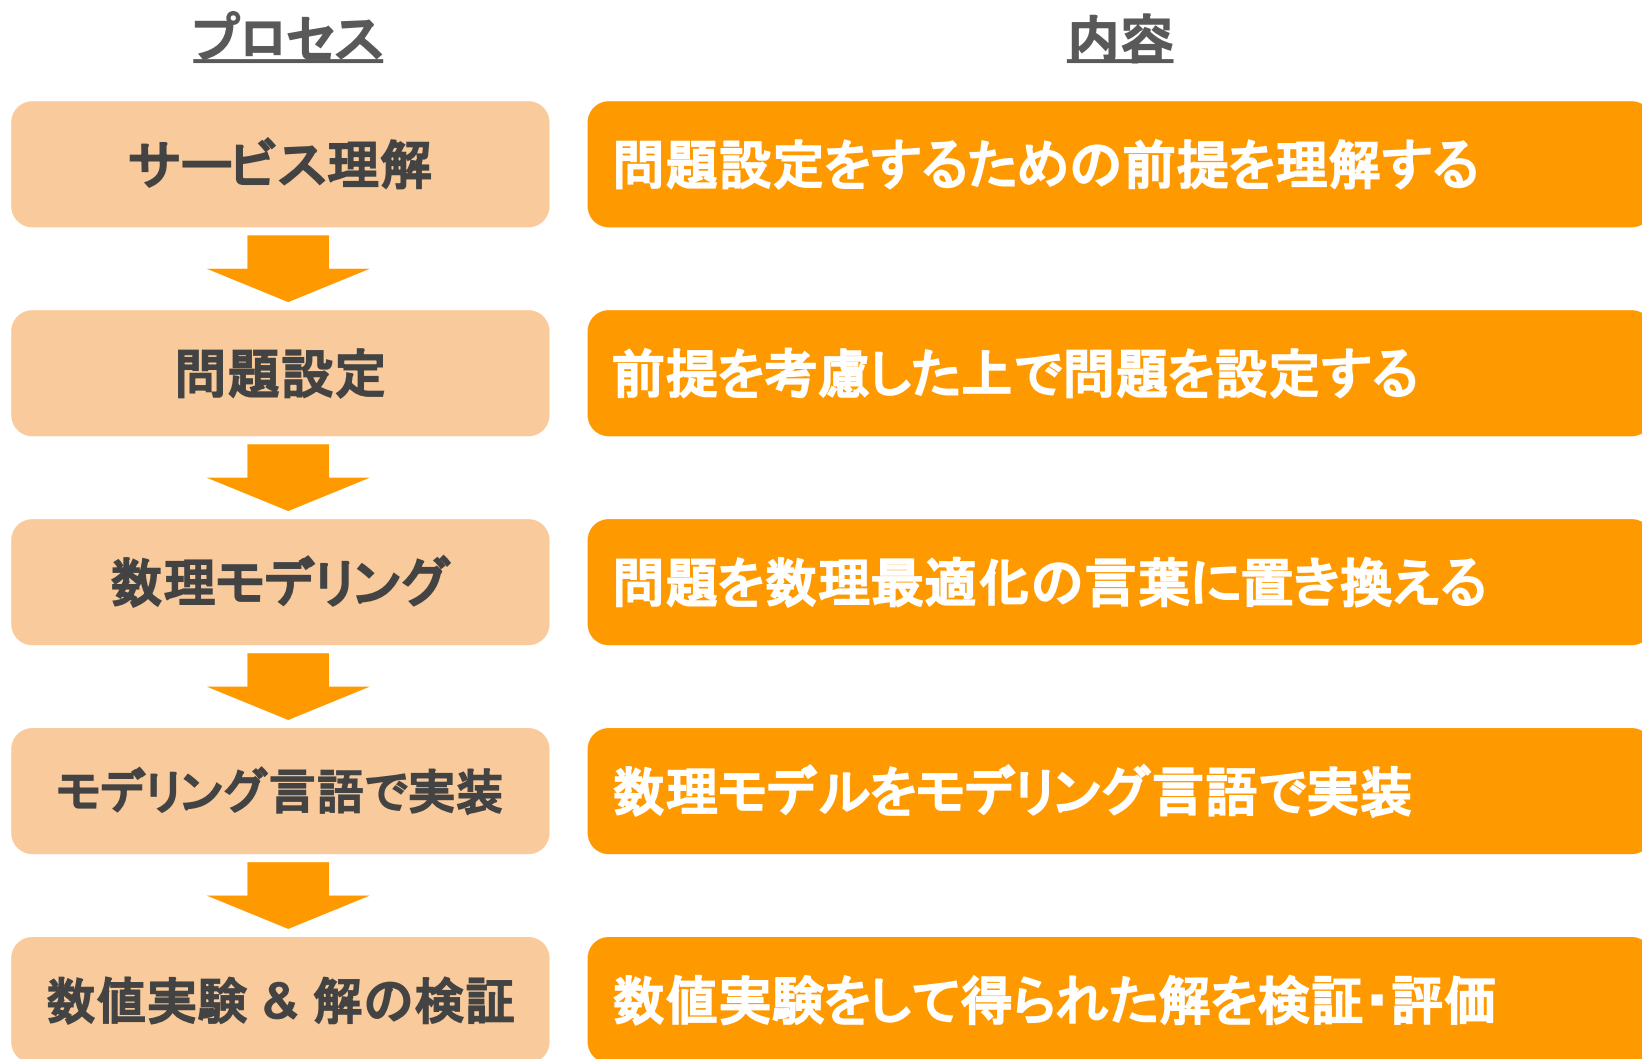 プロセス
内容
サービス理解
問題設定をするための前提を理解する
問題設定
前提を考慮した上で問題を設定する
数理モデリング
問題を数理最適化の言葉に置き換える
モデリング言語で実装
数理モデルをモデリング言語で実装
数値実験 & 解の検証
数値実験をして得られた解を検証・評価